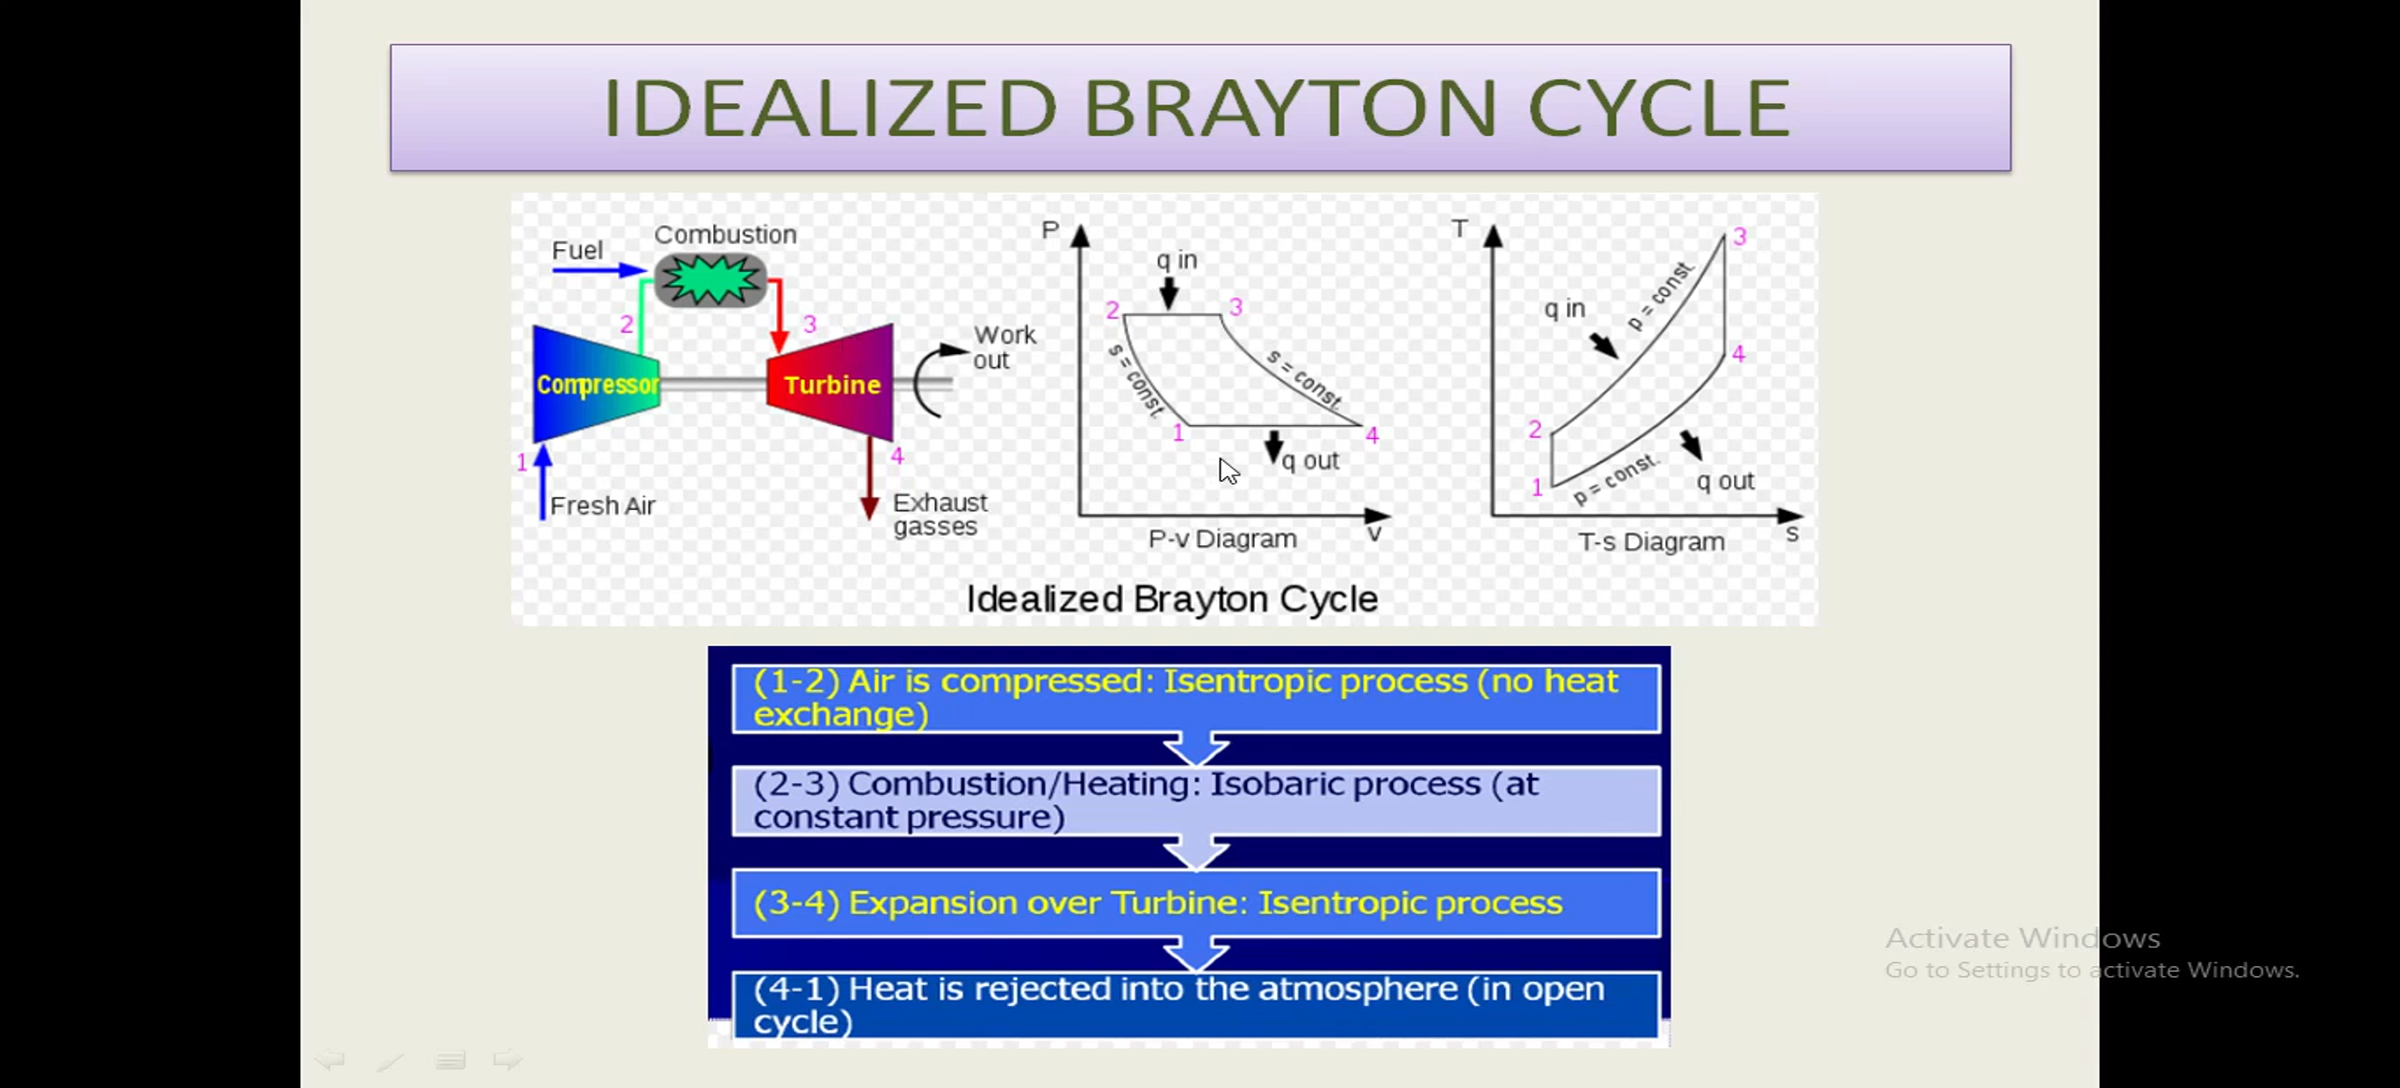 IDEALIZED BRAYTON CYCLE
Fuel
Combustion
2
3
Compressor
Turbine
Work
out
1
4
Fresh Air
Exhaust
gasses
P
q in
2
3
s = const.
s = const.
1
4
q out
P-v Diagram
v
T
3
q in
p = const.
4
2
1
p = const.
q out
T-s Diagram
s
Idealized Brayton Cycle
(1-2) Air is compressed: Isentropic process (no heat
exchange)
(2-3) Combustion/Heating: Isobaric process (at
constant pressure)
(3-4) Expansion over Turbine: Isentropic process
(4-1) Heat is rejected into the atmosphere (in open
cycle)
Activate Windows
Go to Settings to activate Windows.